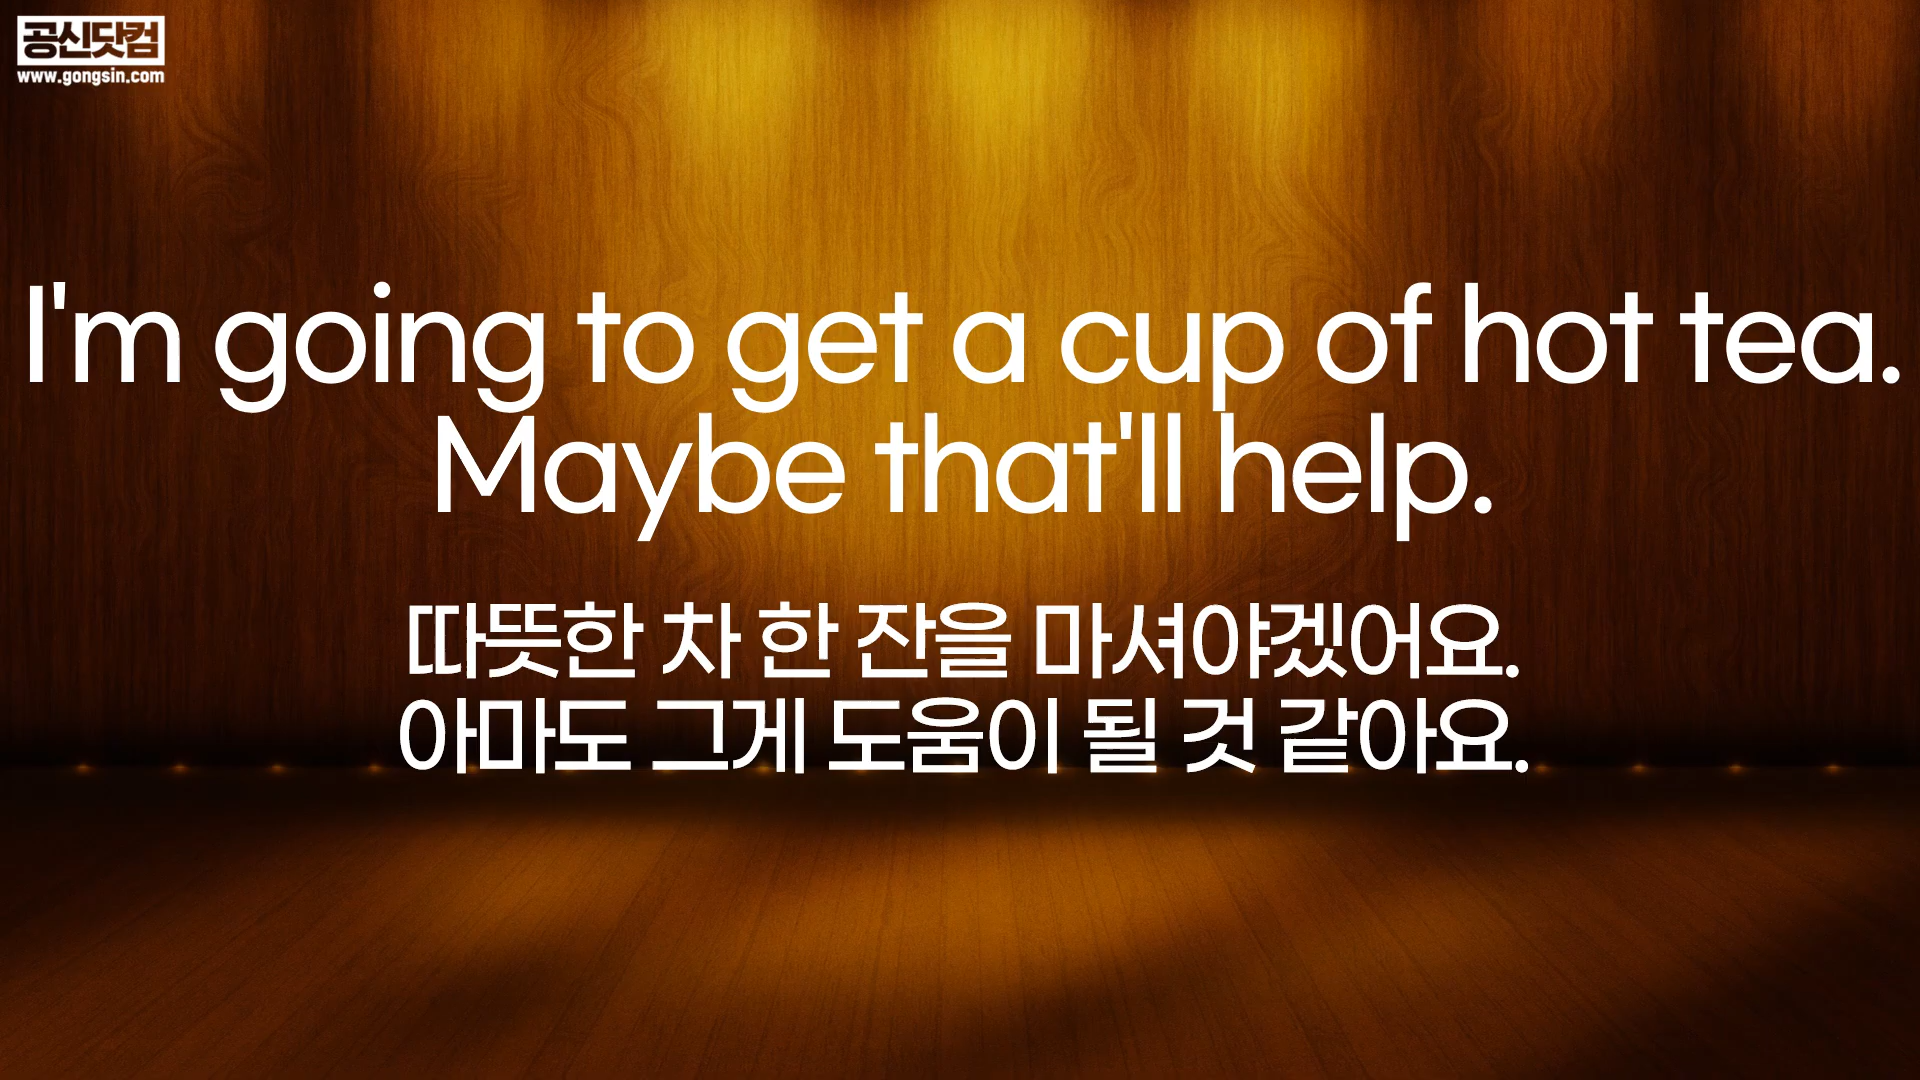 공신닷컴
www.gongsin.com
I'm going to get a cup of hot tea.
Maybe that'll help.
따뜻한 차 한 잔을 마셔야겠어요.
아마도 그게 도움이 될 것 같아요.